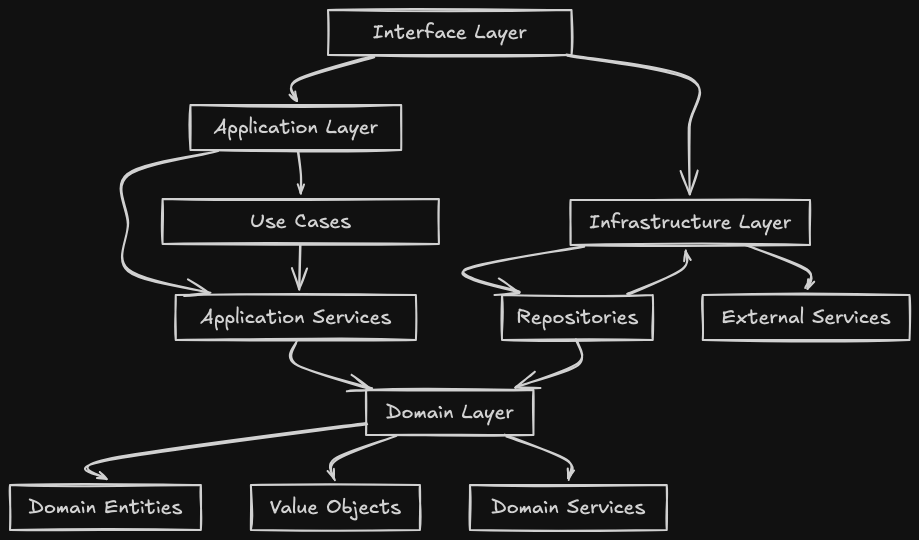 Interface Layer
Application Layer
Use Cases
Infrastructure Layer
Application Services
Repositories
External Services
Domain Layer
Domain Entities
Value Objects
Domain Services